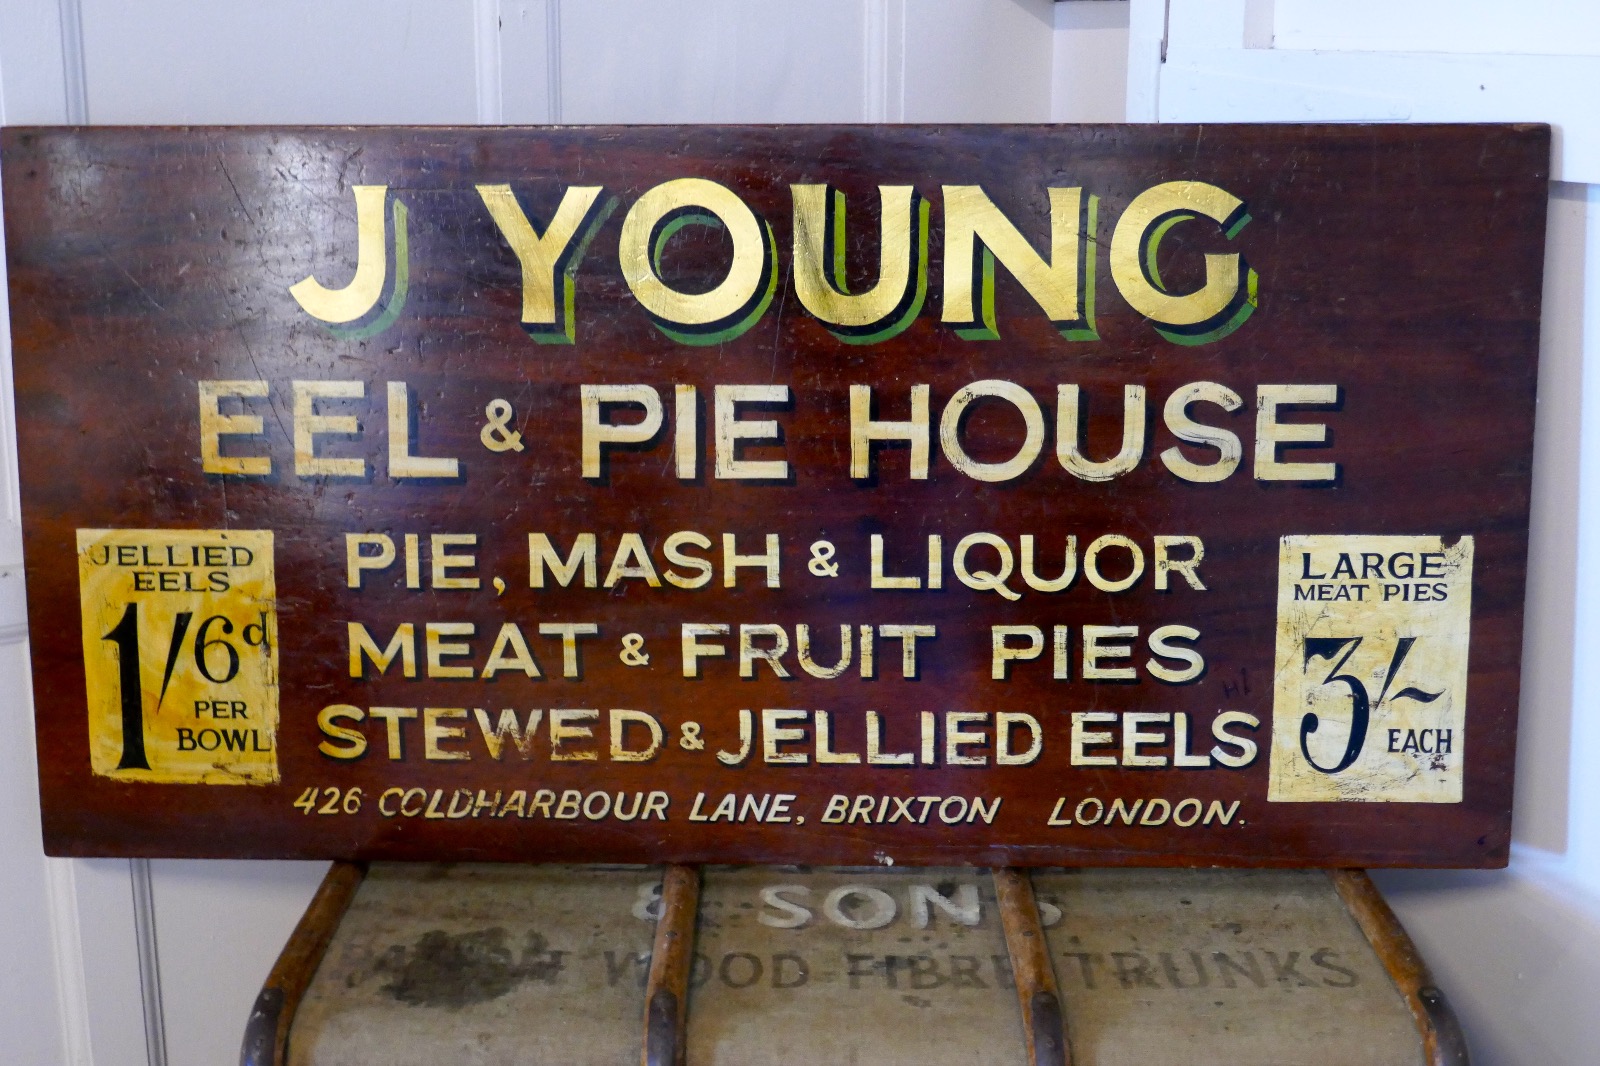 J YOUNG
EEL & PIE HOUSE
JELLIED
EELS
1/6d
PER
BOWL
PIE, MASH & LIQUOR
MEAT & FRUIT PIES
STEWED & JELLIED EELS
LARGE
MEAT PIES
3/~
EACH
426 COLDHARBOUR LANE, BRIXTON LONDON.
& SONS
WOOD FIBRE TRUNKS